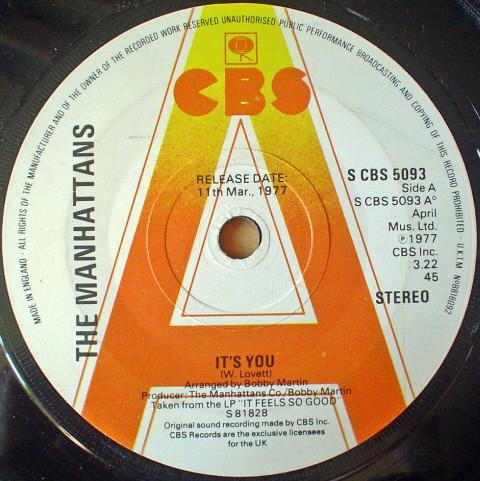 MADE IN ENGLAND - ALL RIGHTS OF THE MANUFACTURER AND OF THE OWNER OF THE RECORDED WORK RESERVED UNAUTHORISED PUBLIC PERFORMANCE BROADCASTING AND COPYING OF THIS RECORD PROHIBITED - U.K.T.M. Nº
CBS
THE MANHATTANS
RELEASE DATE:
11th Mar., 1977
S CBS 5093
Side A
S CBS 5093 A°
April
Mus. Ltd.
℗ 1977
CBS Inc.
3.22
45
STEREO
IT'S YOU
(W. Lovett)
Arranged by Bobby Martin
Producer: The Manhattans Co./Bobby Martin
Taken from the LP "IT FEELS SO GOOD"
S 81828
Original sound recording made by CBS Inc.
CBS Records are the exclusive licensees
for the UK